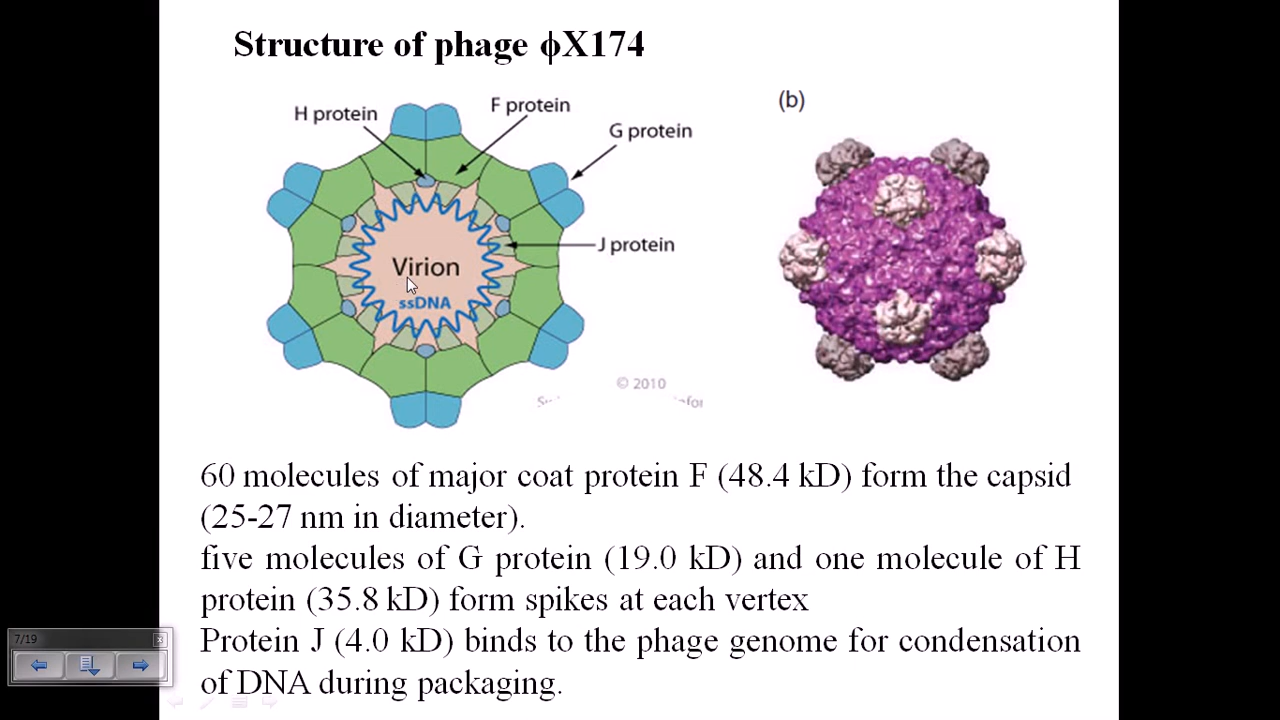 Structure of phage ϕX174
H protein
F protein
G protein
J protein
Virion
ssDNA
© 2010
(b)
60 molecules of major coat protein F (48.4 kD) form the capsid
(25-27 nm in diameter).
five molecules of G protein (19.0 kD) and one molecule of H
protein (35.8 kD) form spikes at each vertex
Protein J (4.0 kD) binds to the phage genome for condensation
of DNA during packaging.
7/19
x